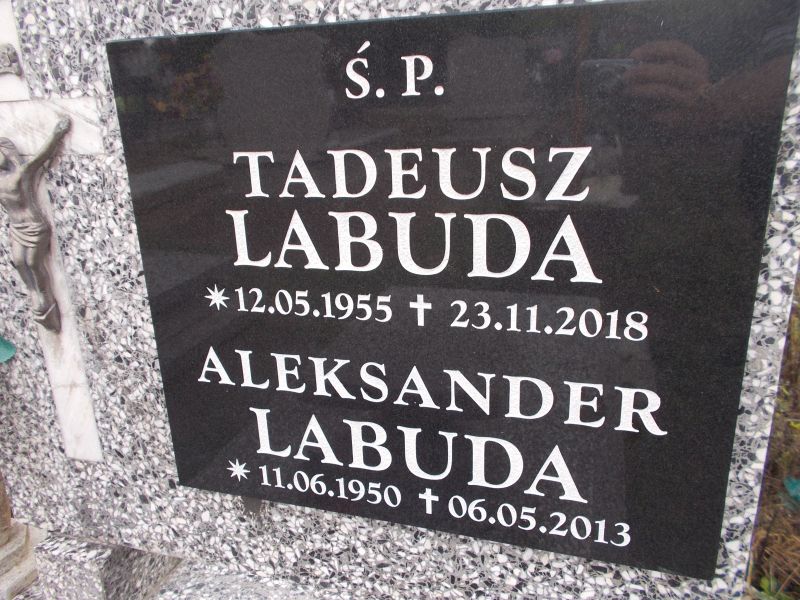 Ś. P.
TADEUSZ
LABUDA
✷ 12.05.1955 ✝ 23.11.2018
ALEKSANDER
LABUDA
✷ 11.06.1950 ✝ 06.05.2013